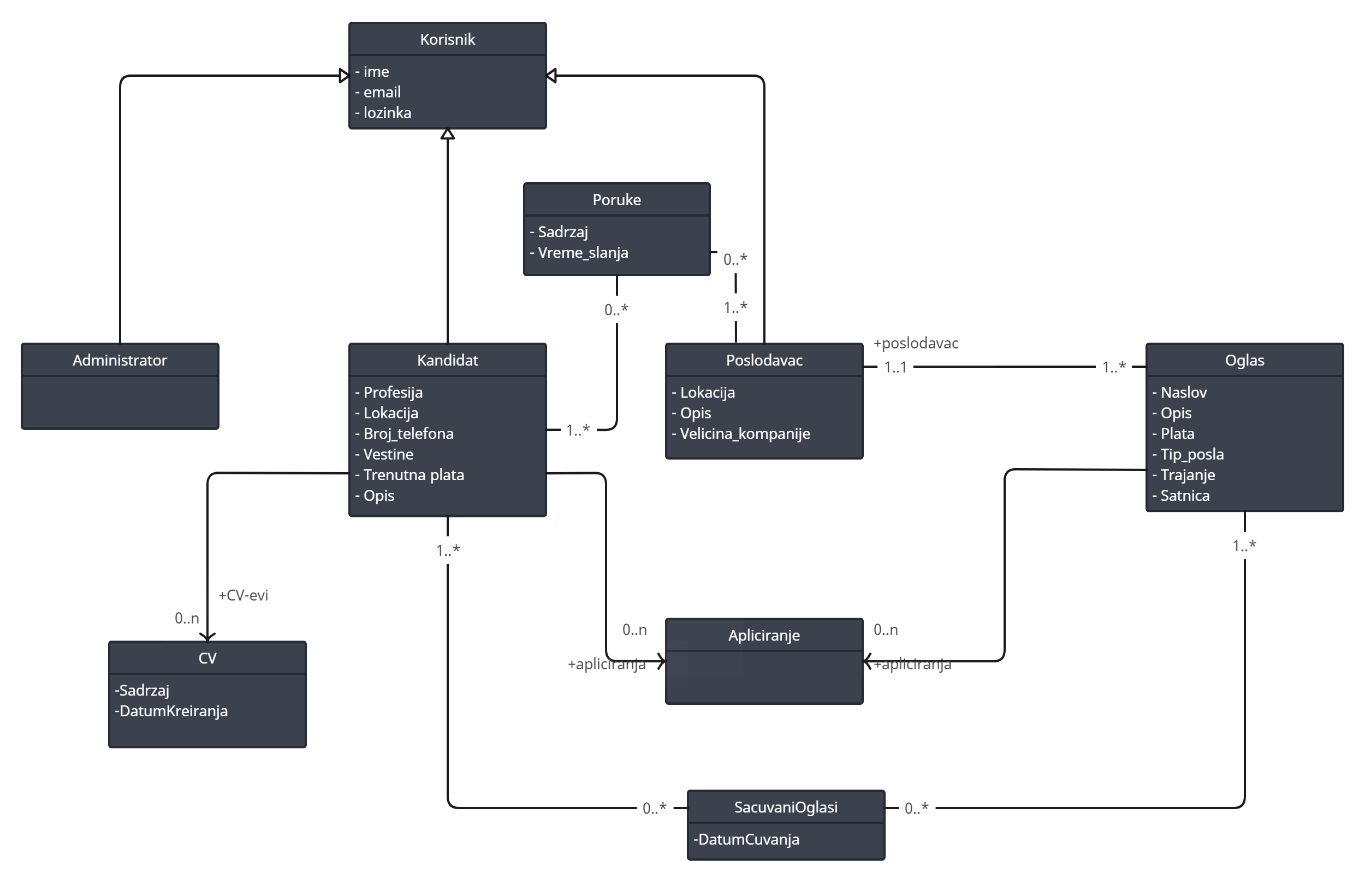 Korisnik
- ime
- email
- lozinka
Poruke
- Sadrzaj
- Vreme_slanja
0..*
0..*
1..*
Administrator
Kandidat
- Profesija
- Lokacija
- Broj_telefona
- Vestine
- Trenutna plata
- Opis
1..*
Poslodavac
- Lokacija
- Opis
- Velicina_kompanije
+poslodavac
1..1
1..*
Oglas
- Naslov
- Opis
- Plata
- Tip_posla
- Trajanje
- Satnica
1..*
1..*
+CV-evi
0..n
CV
-Sadrzaj
-DatumKreiranja
0..n
+apliciranja
Apliciranje
0..n
+apliciranja
0..*
SacuvaniOglasi
-DatumCuvanja
0..*